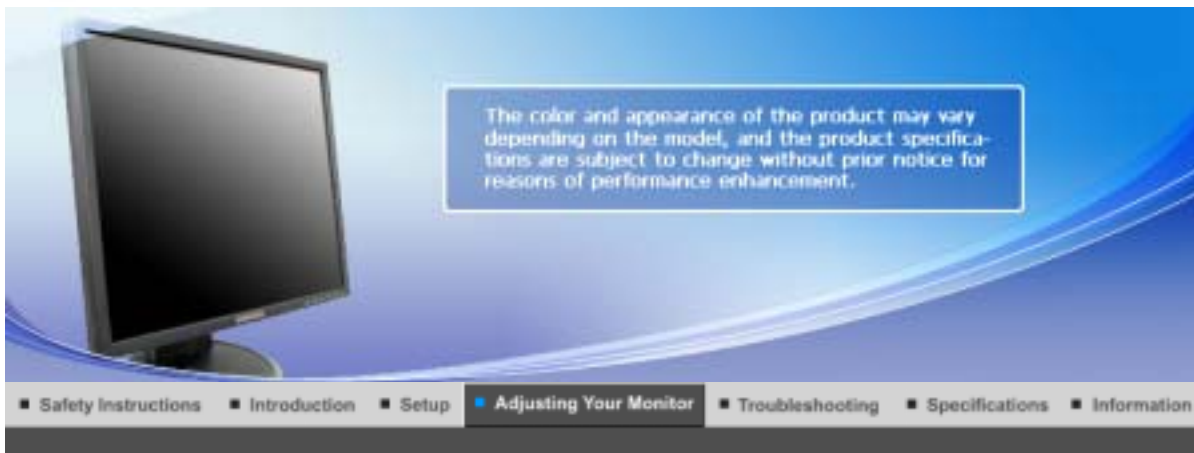 The color and appearance of the product may vary
depending on the model, and the product specifica-
tions are subject to change without prior notice for
reasons of performance enhancement.
Safety Instructions Introduction Setup Adjusting Your Monitor Troubleshooting Specifications Information